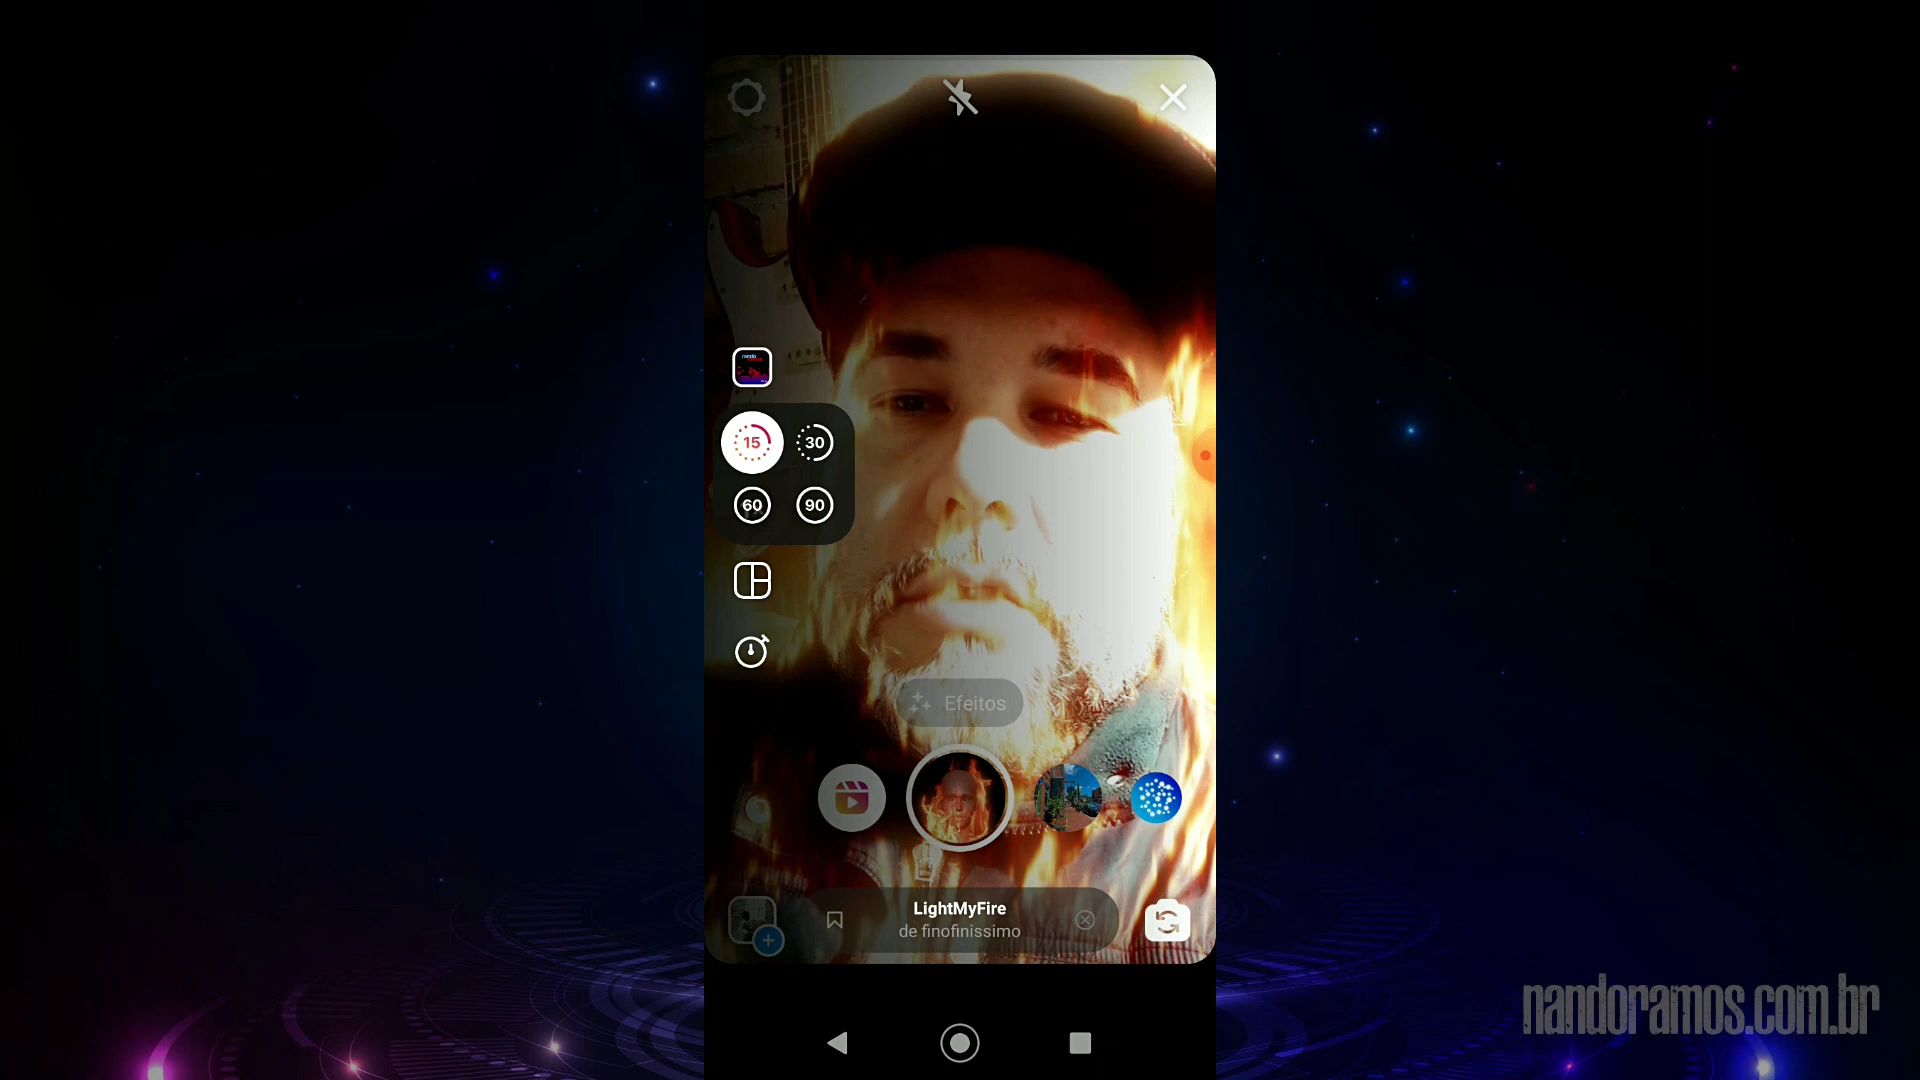 15
30
60
90
Efeitos
LightMyFire
de finofinissimo
nandoramos.com.br